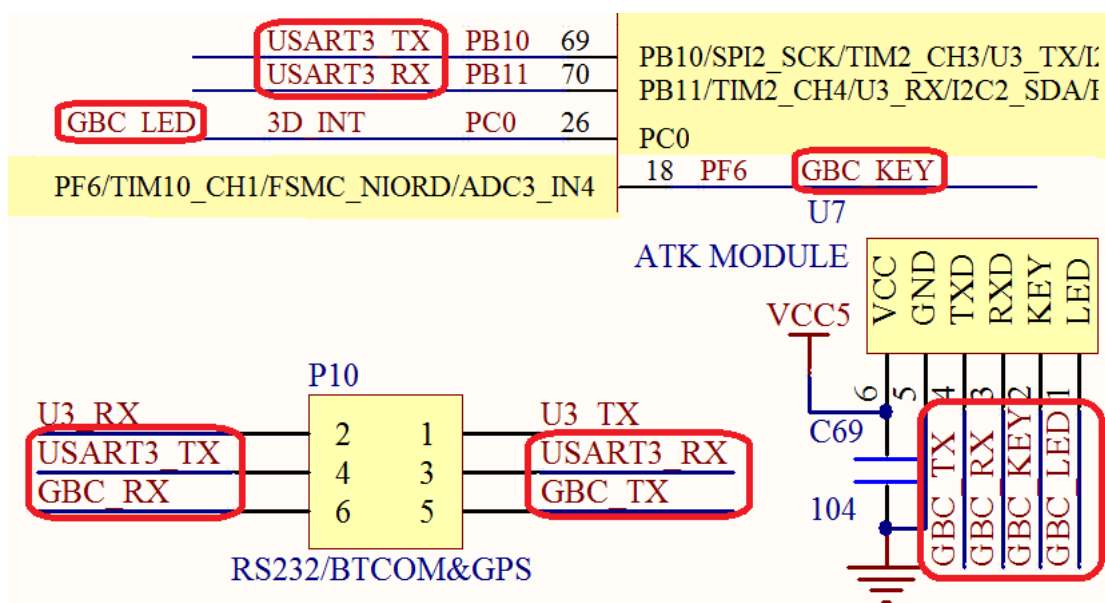 USART3_TX PB10 69
PB10/SPI2_SCK/TIM2_CH3/U3_TX/I2
USART3_RX PB11 70
PB11/TIM2_CH4/U3_RX/I2C2_SDA/
GBC_LED 3D_INT PC0 26
PC0
PF6/TIM10_CH1/FSMC_NIORD/ADC3_IN4
18 PF6 GBC_KEY
U7
ATK MODULE
VCC
GND
TXD
RXD
KEY
LED
VCC5
6 5 4 3 2 1
C69
104
GBC_TX
GBC_RX
GBC_KEY
GBC_LED
P10
U3_RX 2 1 U3_TX
USART3_TX 4 3 USART3_RX
GBC_RX 6 5 GBC_TX
RS232/BTCOM&GPS